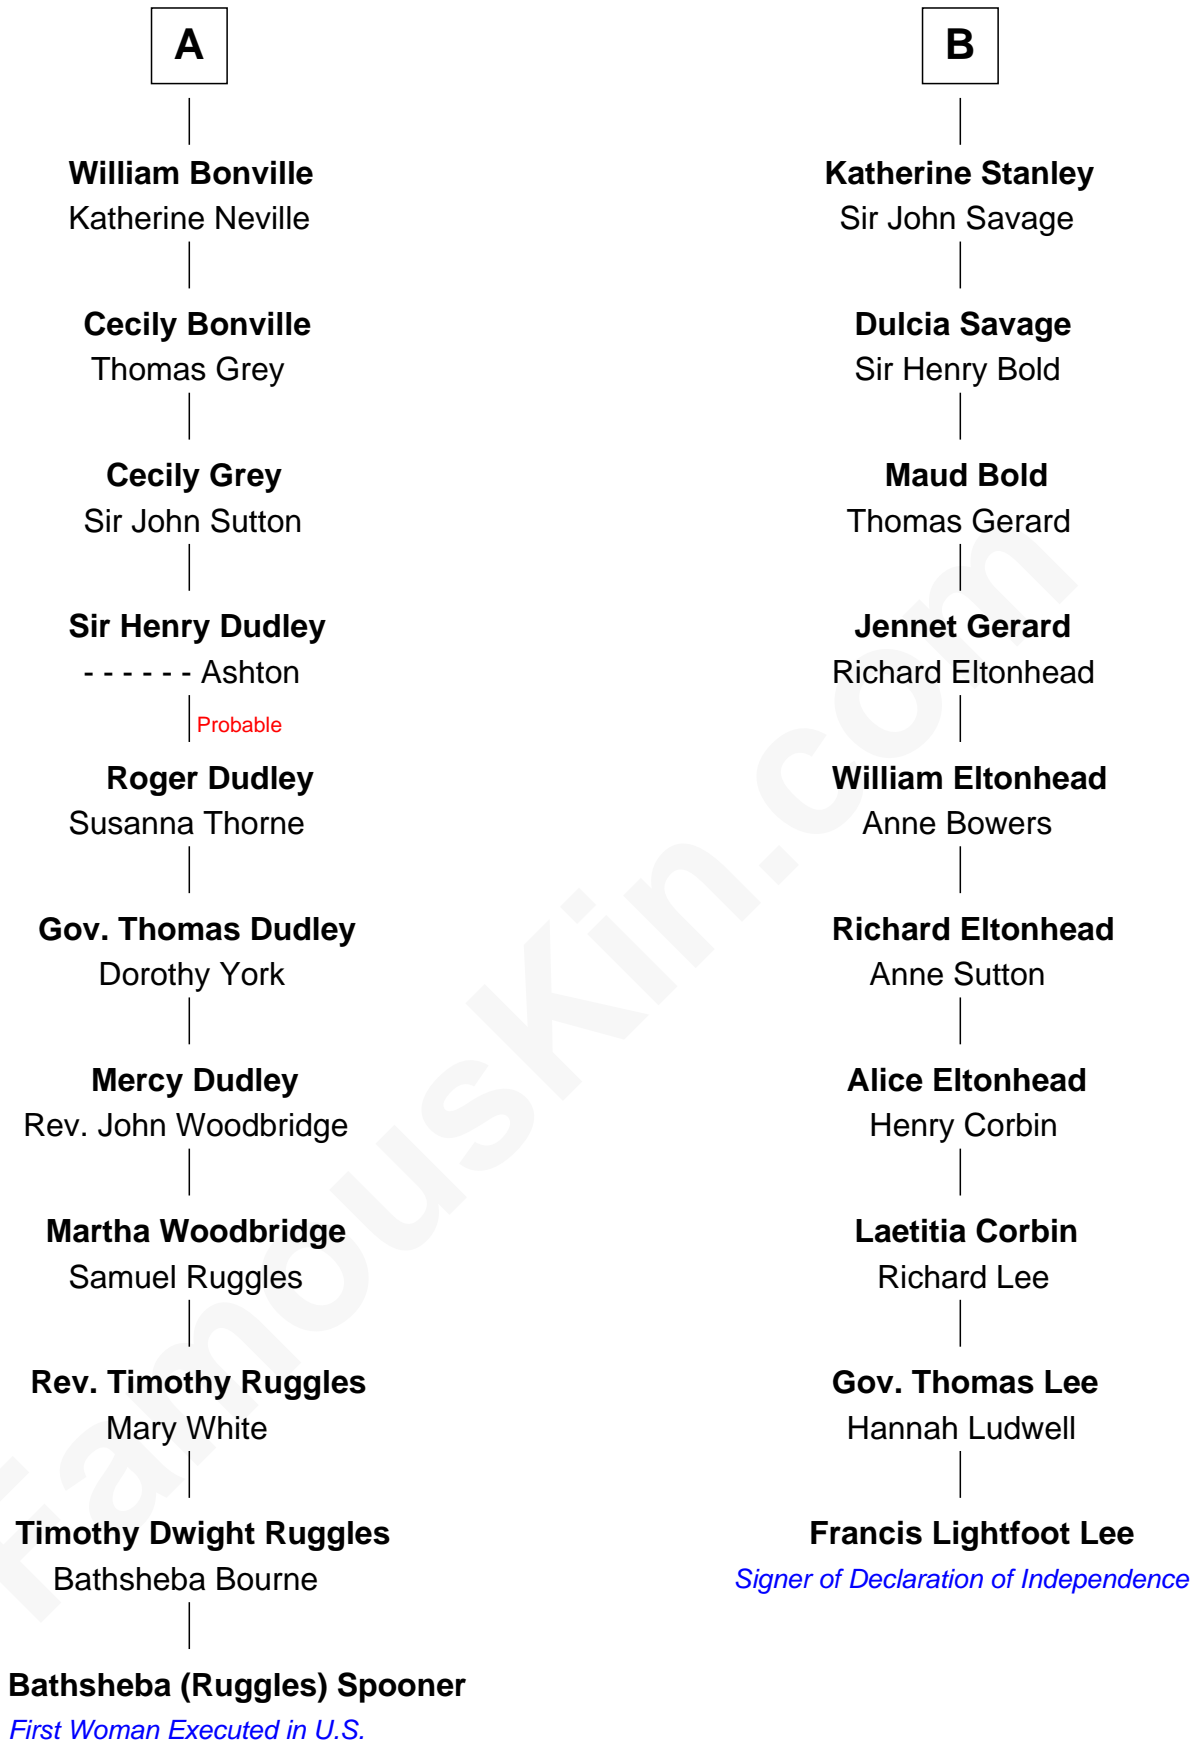 A
William Bonville
Katherine Neville
Cecily Bonville
Thomas Grey
Cecily Grey
Sir John Sutton
Sir Henry Dudley
- - - - - - Ashton
Probable
Roger Dudley
Susanna Thorne
Gov. Thomas Dudley
Dorothy York
Mercy Dudley
Rev. John Woodbridge
Martha Woodbridge
Samuel Ruggles
Rev. Timothy Ruggles
Mary White
Timothy Dwight Ruggles
Bathsheba Bourne
Bathsheba (Ruggles) Spooner
First Woman Executed in U.S.
B
Katherine Stanley
Sir John Savage
Dulcia Savage
Sir Henry Bold
Maud Bold
Thomas Gerard
Jennet Gerard
Richard Eltonhead
William Eltonhead
Anne Bowers
Richard Eltonhead
Anne Sutton
Alice Eltonhead
Henry Corbin
Laetitia Corbin
Richard Lee
Gov. Thomas Lee
Hannah Ludwell
Francis Lightfoot Lee
Signer of Declaration of Independence
FamousKin.com